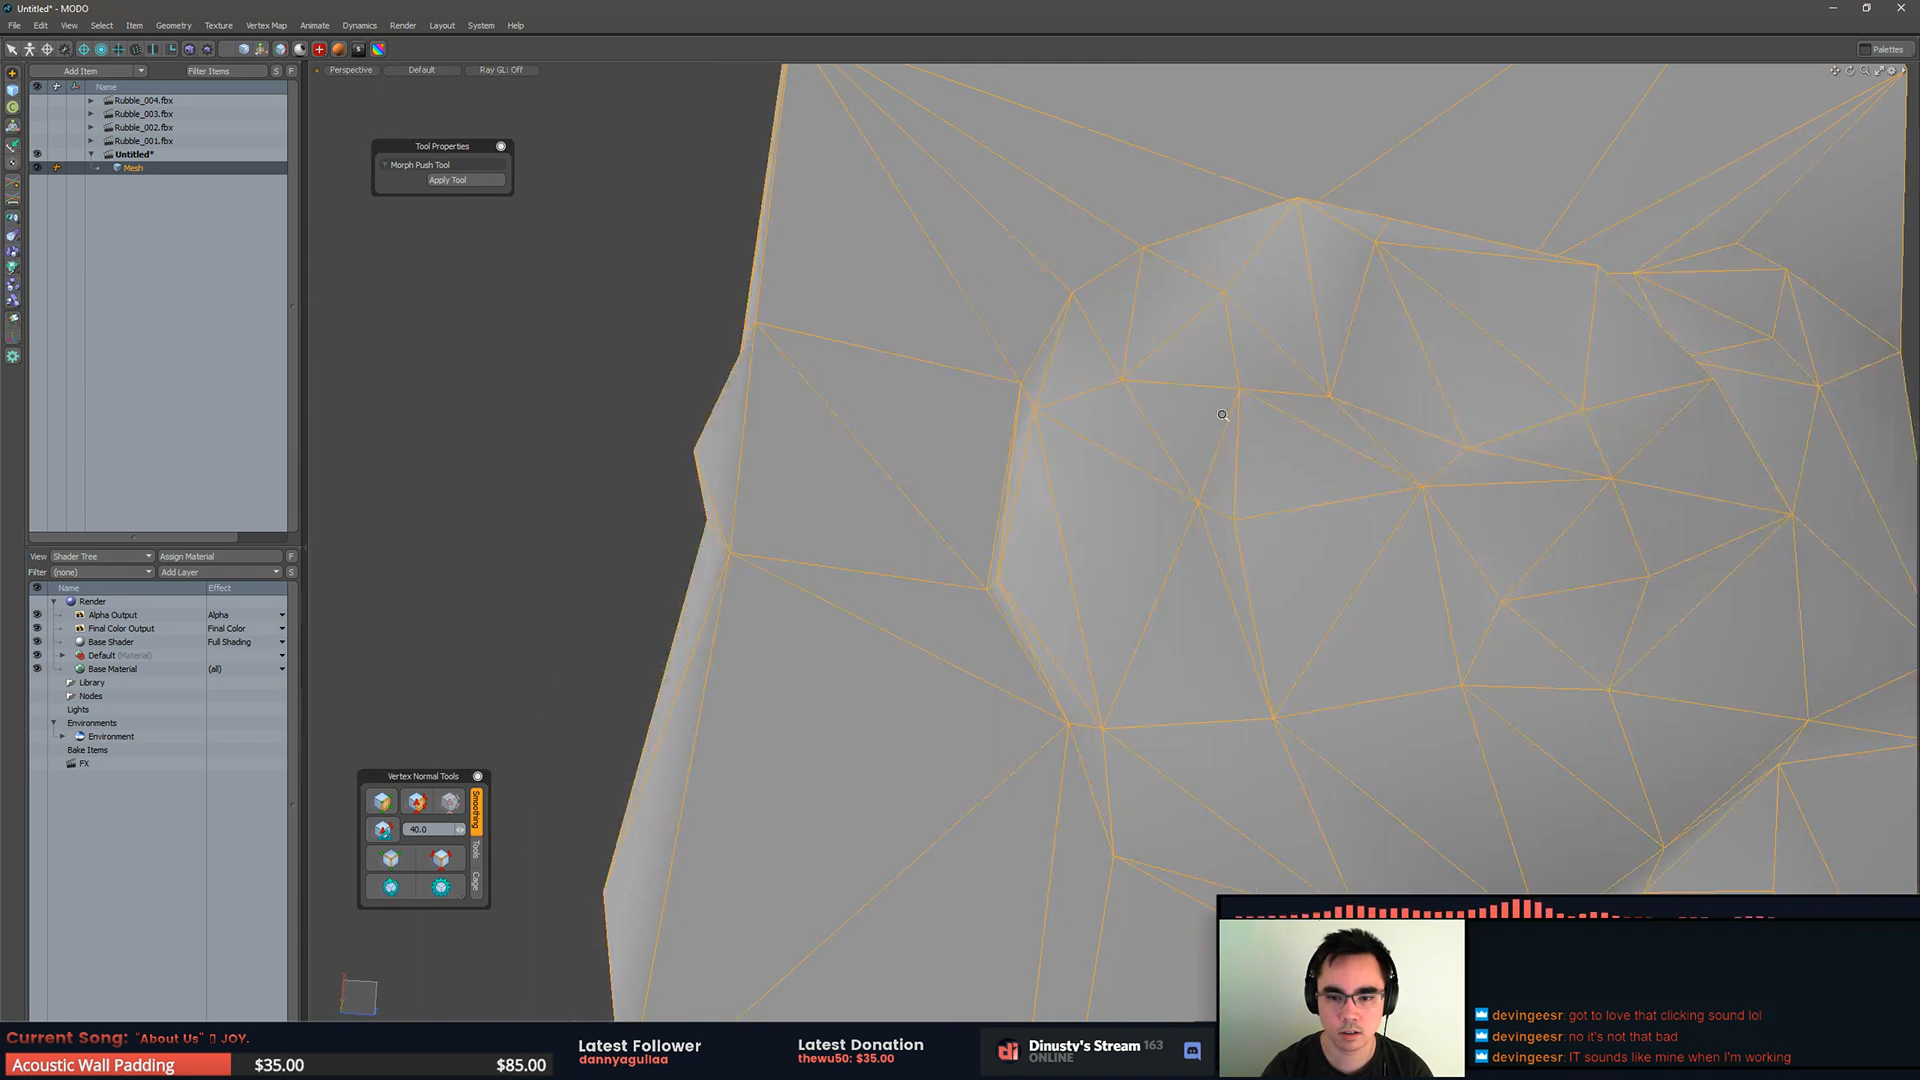 Untitled* - MODO
File Edit View Select Item Geometry Texture Vertex Map Animate Dynamics Render Layout System Help
Palettes
Add Item Filter Items S F
Perspective Default Ray GL: Off
Name
Rubble_004.fbx
Rubble_003.fbx
Rubble_002.fbx
Rubble_001.fbx
Untitled*
Mesh
Tool Properties
Morph Push Tool
Apply Tool
View Shader Tree Assign Material F
Filter (none) Add Layer S
Name Effect
Render
Alpha Output Alpha
Final Color Output Final Color
Base Shader Full Shading
Default (Material)
Base Material (all)
Library
Nodes
Lights
Environments
Environment
Bake Items
FX
Vertex Normal Tools
40.0
Smoothing
Tools
Cage
devingeesr: got to love that clicking sound lol
devingeesr: no it's not that bad
devingeesr: IT sounds like mine when I'm working
Current Song: "About Us" ▯ JOY.
Acoustic Wall Padding $35.00 $85.00
Latest Follower
dannyaguilaa
Latest Donation
thewu50: $35.00
Dinusty's Stream 163
ONLINE